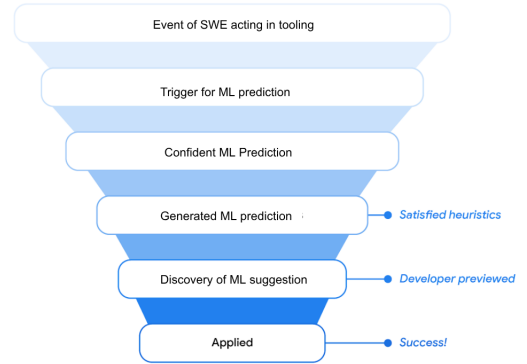 Event of SWE acting in tooling
Trigger for ML prediction
Confident ML Prediction
Generated ML prediction
Satisfied heuristics
Discovery of ML suggestion
Developer previewed
Applied
Success!